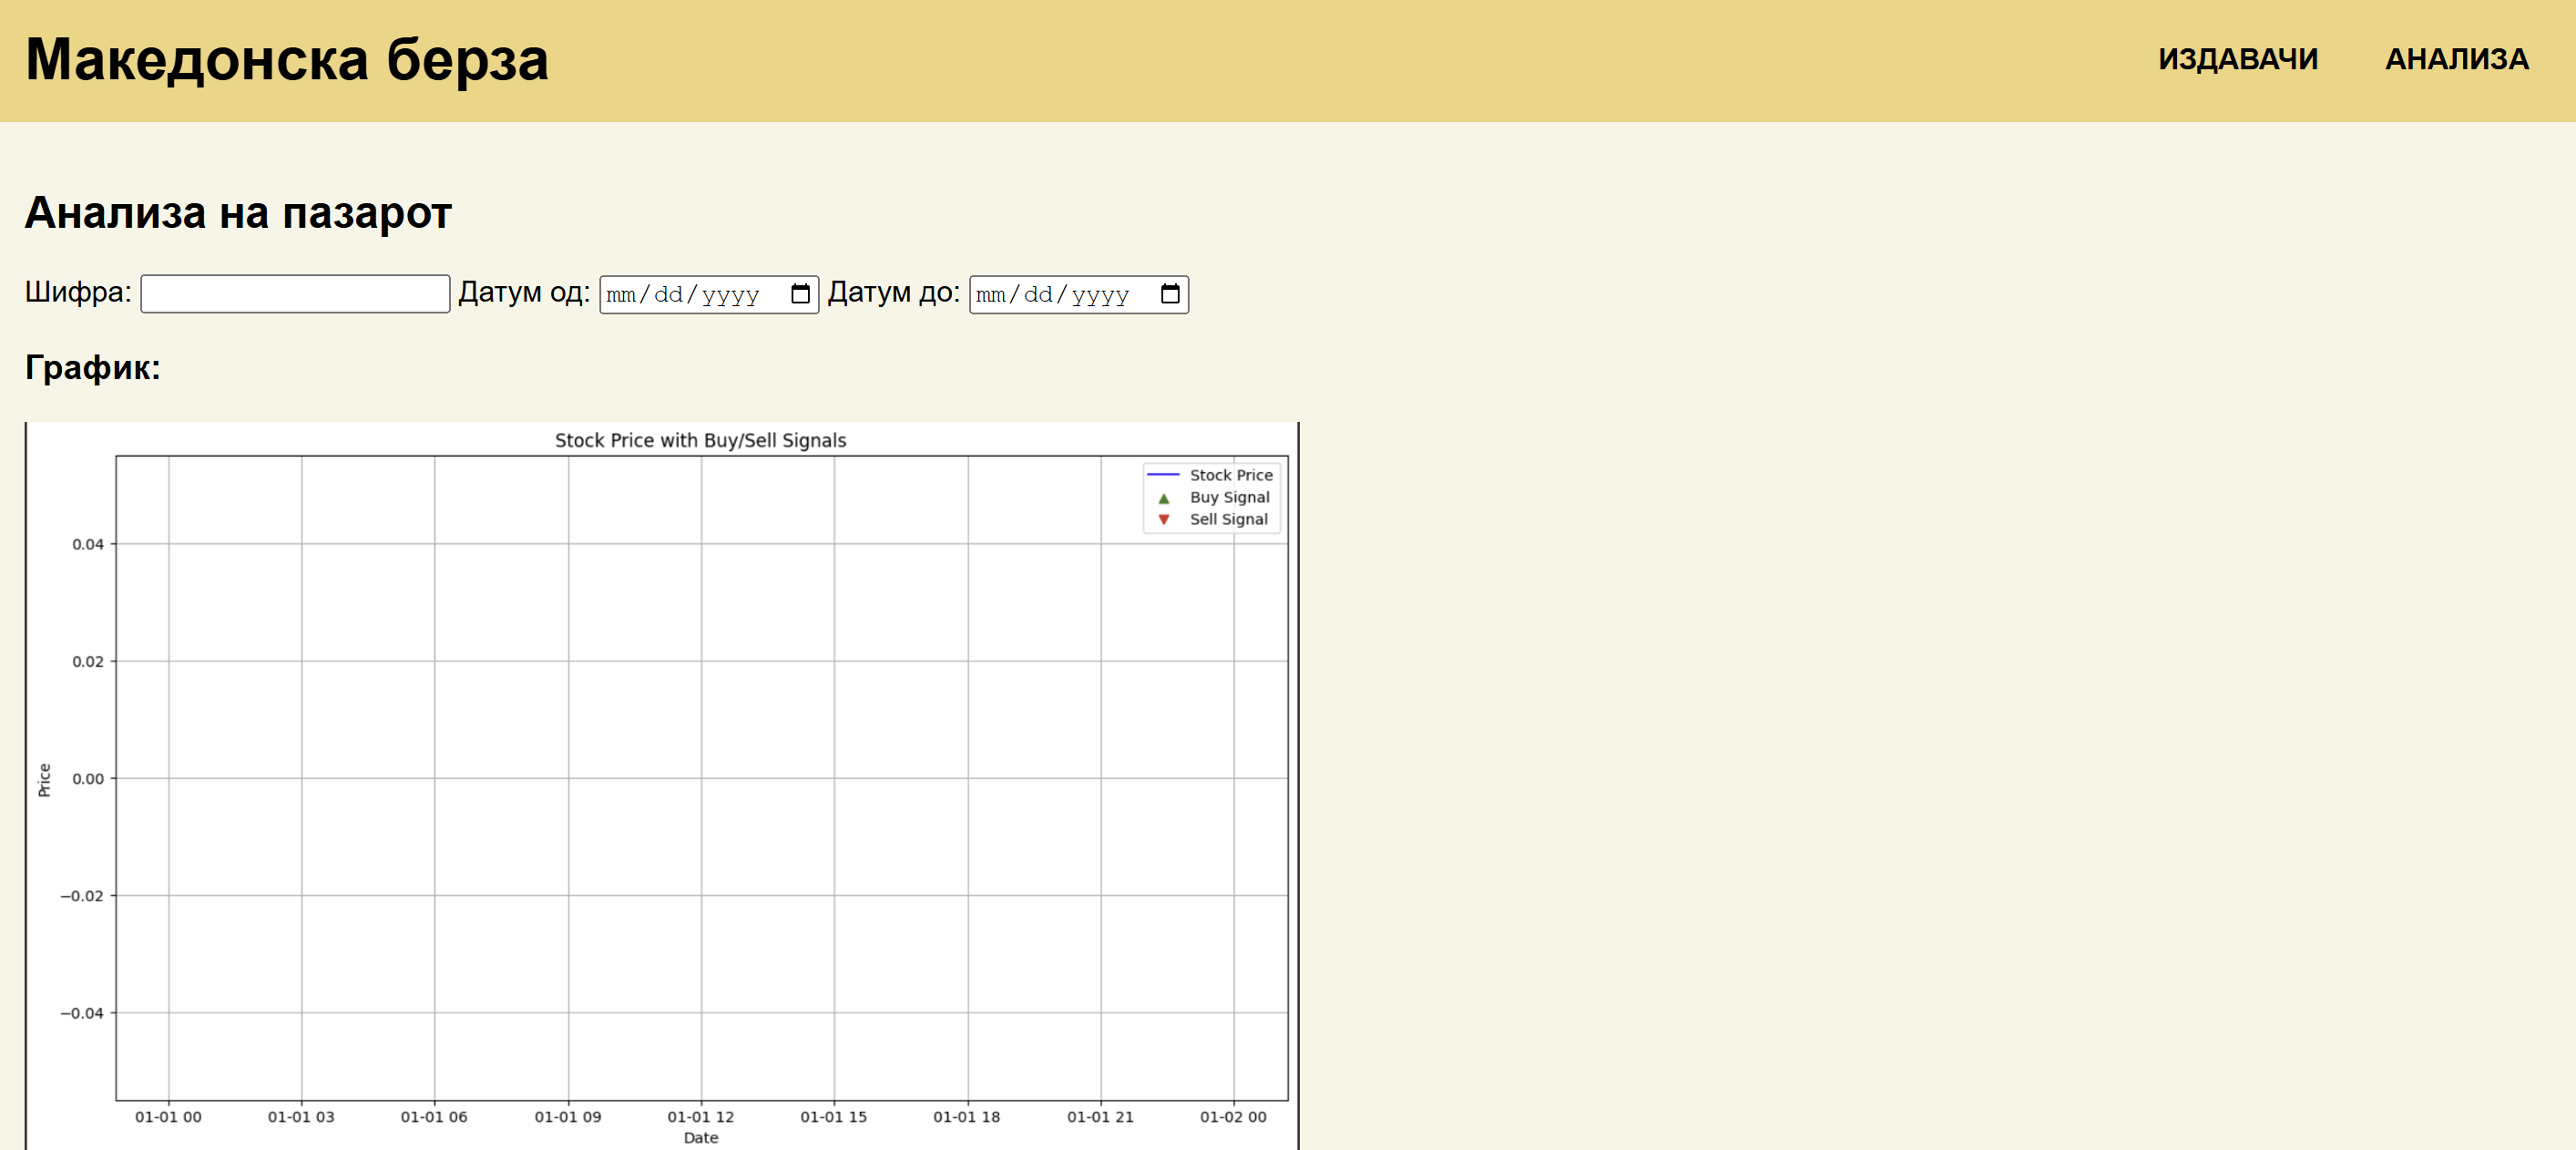 Македонска берза
ИЗДАВАЧИ АНАЛИЗА
Анализа на пазарот
Шифра: Датум од: mm/dd/yyyy Датум до: mm/dd/yyyy
График:
Stock Price with Buy/Sell Signals
Stock Price
Buy Signal
Sell Signal
0.04
0.02
0.00
−0.02
−0.04
Price
01-01 00 01-01 03 01-01 06 01-01 09 01-01 12 01-01 15 01-01 18 01-01 21 01-02 00
Date